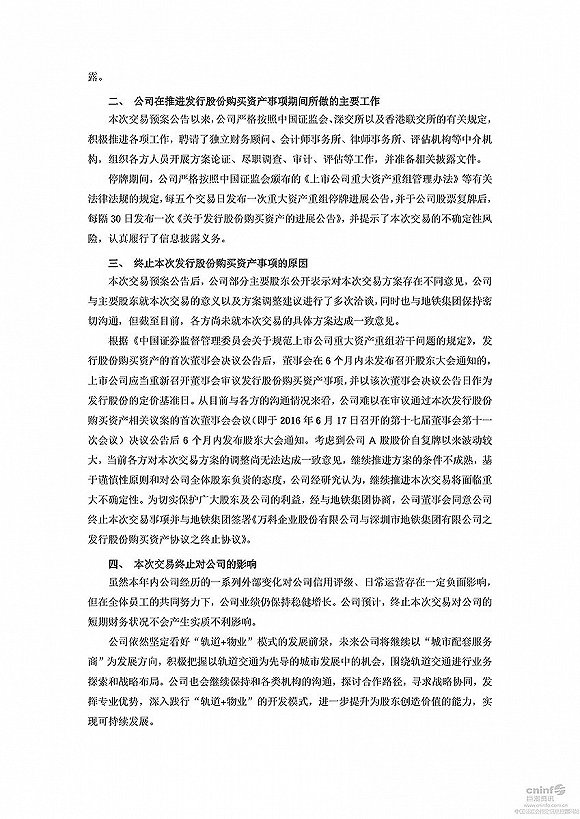 露。
二、 公司在推进发行股份购买资产事项期间所做的主要工作
本次交易预案公告以来，公司严格按照中国证监会、深交所以及香港联交所的有关规定，
积极推进各项工作，聘请了独立财务顾问、会计师事务所、律师事务所、评估机构等中介机
构，组织各方人员开展方案论证、尽职调查、审计、评估等工作，并准备相关披露文件。
停牌期间，公司严格按照中国证监会颁布的《上市公司重大资产重组管理办法》等有关
法律法规的规定，每五个交易日发布一次重大资产重组停牌进展公告，并于公司股票复牌后，
每隔 30 日发布一次《关于发行股份购买资产的进展公告》，并提示了本次交易的不确定性风
险，认真履行了信息披露义务。
三、 终止本次发行股份购买资产事项的原因
本次交易预案公告后，公司部分主要股东公开表示对本次交易方案存在不同意见，公司
与主要股东就本次交易的意义以及方案调整建议进行了多次洽谈，同时也与地铁集团保持密
切沟通，但截至目前，各方尚未就本次交易的具体方案达成一致意见。
根据《中国证券监督管理委员会关于规范上市公司重大资产重组若干问题的规定》，发
行股份购买资产的首次董事会决议公告后，董事会在 6 个月内未发布召开股东大会通知的，
上市公司应当重新召开董事会审议发行股份购买资产事项，并以该次董事会决议公告日作为
发行股份的定价基准日。从目前与各方的沟通情况来看，公司难以在审议通过本次发行股份
购买资产相关议案的首次董事会会议（即于 2016 年 6 月 17 日召开的第十七届董事会第十一
次会议）决议公告后 6 个月内发布股东大会通知。考虑到公司 A 股股价自复牌以来波动较
大，当前各方对本次交易方案的调整尚无法达成一致意见，继续推进方案的条件不成熟，基
于谨慎性原则和对公司全体股东负责的态度，公司经研究认为，继续推进本次交易将面临重
大不确定性。为切实保护广大股东及公司的利益，经与地铁集团协商，公司董事会同意公司
终止本次交易事项并与地铁集团签署《万科企业股份有限公司与深圳市地铁集团有限公司之
发行股份购买资产协议之终止协议》。
四、 本次交易终止对公司的影响
虽然本年内公司经历的一系列外部变化对公司信用评级、日常运营存在一定负面影响，
但在全体员工的共同努力下，公司业绩仍保持稳健增长。公司预计，终止本次交易对公司的
短期财务状况不会产生实质不利影响。
公司依然坚定看好“轨道+物业”模式的发展前景，未来公司将继续以“城市配套服务
商”为发展方向，积极把握以轨道交通为先导的城市发展中的机会，围绕轨道交通进行业务
探索和战略布局。公司也会继续保持和各类机构的沟通，探讨合作路径，寻求战略协同，发
挥专业优势，深入践行“轨道+物业”的开发模式，进一步提升为股东创造价值的能力，实
现可持续发展。
cninf
巨潮资讯